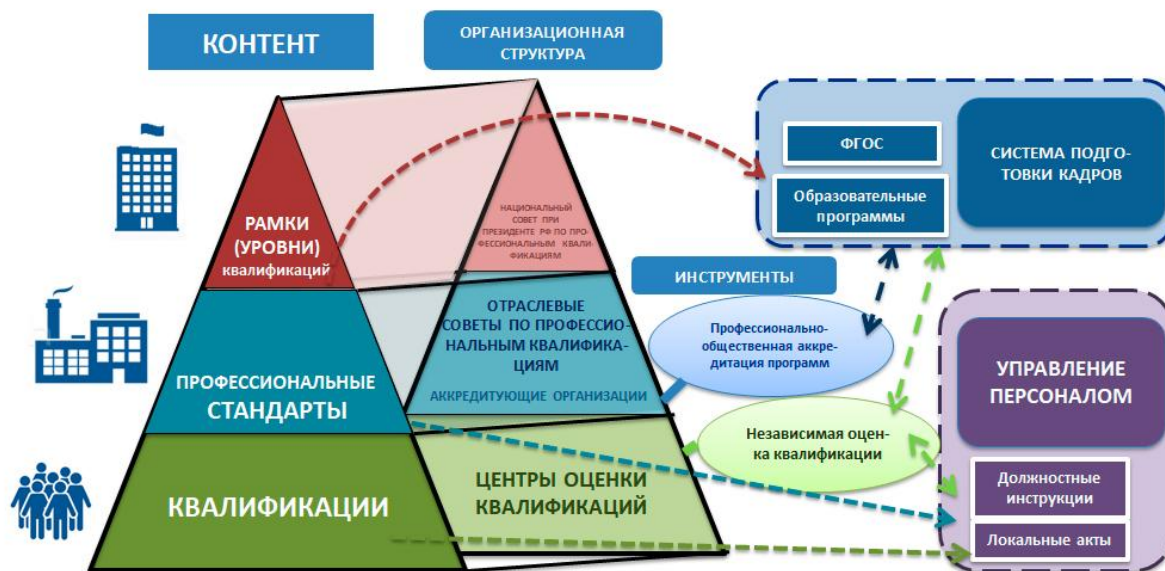 КОНТЕНТ
ОРГАНИЗАЦИОННАЯ
СТРУКТУРА
РАМКИ
(УРОВНИ)
квалификаций
НАЦИОНАЛЬНЫЙ
СОВЕТ ПРИ
ПРЕЗИДЕНТЕ РФ ПО ПРО-
ФЕССИОНАЛЬНЫМ КВАЛИ-
ФИКАЦИЯМ
ФГОС
Образовательные
программы
СИСТЕМА ПОДГО-
ТОВКИ КАДРОВ
ИНСТРУМЕНТЫ
ПРОФЕССИОНАЛЬНЫЕ
СТАНДАРТЫ
ОТРАСЛЕВЫЕ
СОВЕТЫ ПО ПРОФЕССИО-
НАЛЬНЫМ КВАЛИФИКА-
ЦИЯМ
АККРЕДИТУЮЩИЕ ОРГАНИЗАЦИИ
Профессионально-
общественная аккре-
дитация программ
УПРАВЛЕНИЕ
ПЕРСОНАЛОМ
КВАЛИФИКАЦИИ
ЦЕНТРЫ ОЦЕНКИ
КВАЛИФИКАЦИЙ
Независимая оцен-
ка квалификации
Должностные
инструкции
Локальные акты